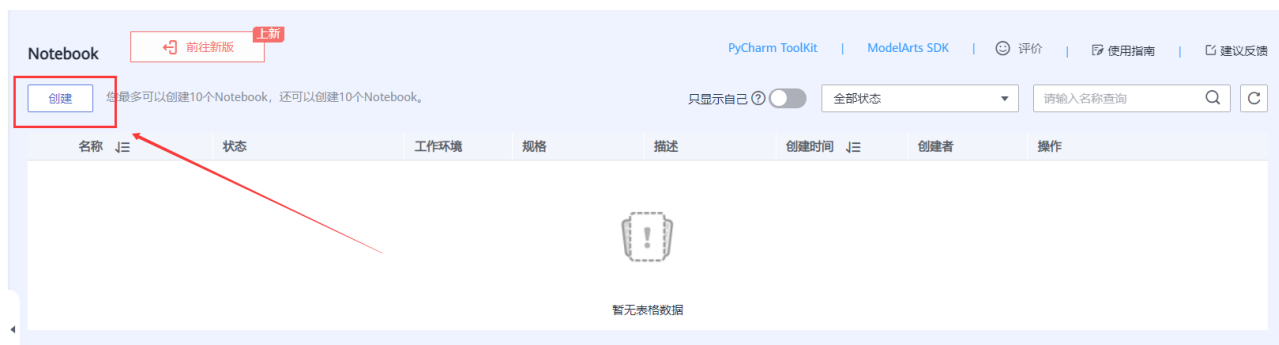 上新
Notebook 前往新版 PyCharm ToolKit | ModelArts SDK | 评价 | 使用指南 | 建议反馈
创建 您最多可以创建10个Notebook，还可以创建10个Notebook。 只显示自己 ? 全部状态 请输入名称查询
名称 状态 工作环境 规格 描述 创建时间 创建者 操作
暂无表格数据